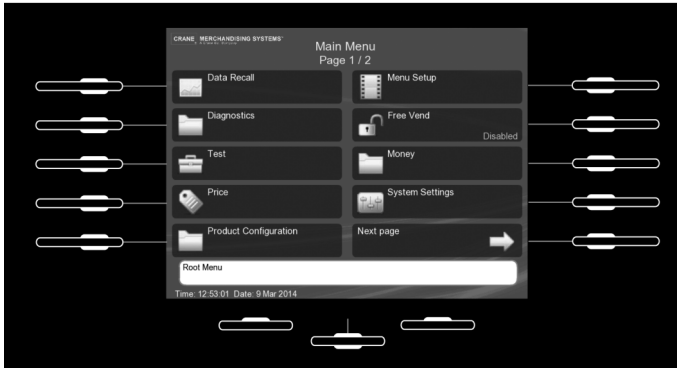 CRANE MERCHANDISING SYSTEMS
Main Menu
Page 1 / 2
Data Recall
Menu Setup
Diagnostics
Free Vend
Disabled
Test
Money
Price
System Settings
Product Configuration
Next page
Root Menu
Time: 12:53:01 Date: 9 Mar 2014